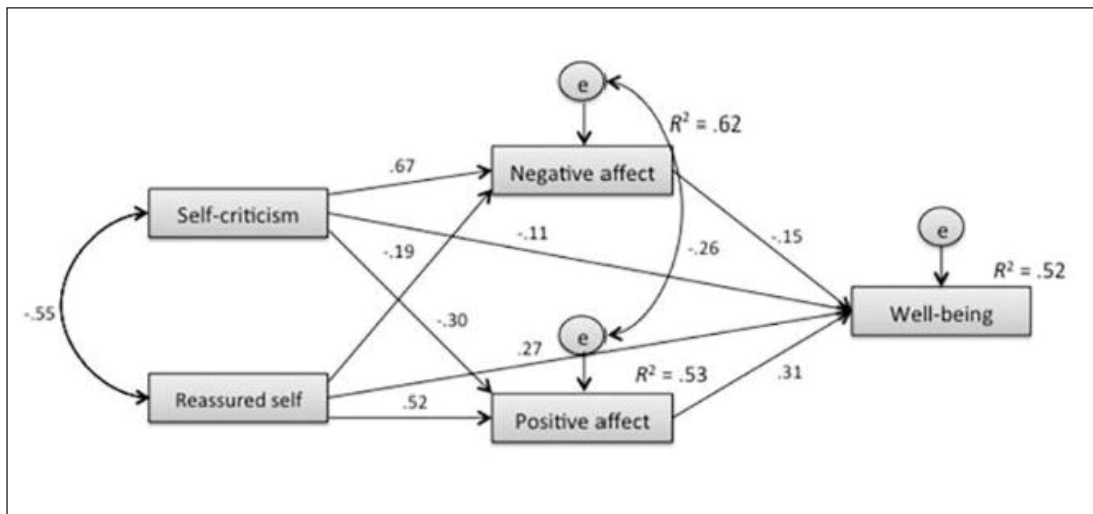 e
R² = .62
Negative affect
.67
Self-criticism
-.11
-.15
-.19
-.26
e
R² = .52
Well-being
-.55
-.30
e
.27
R² = .53
.31
Reassured self
.52
Positive affect